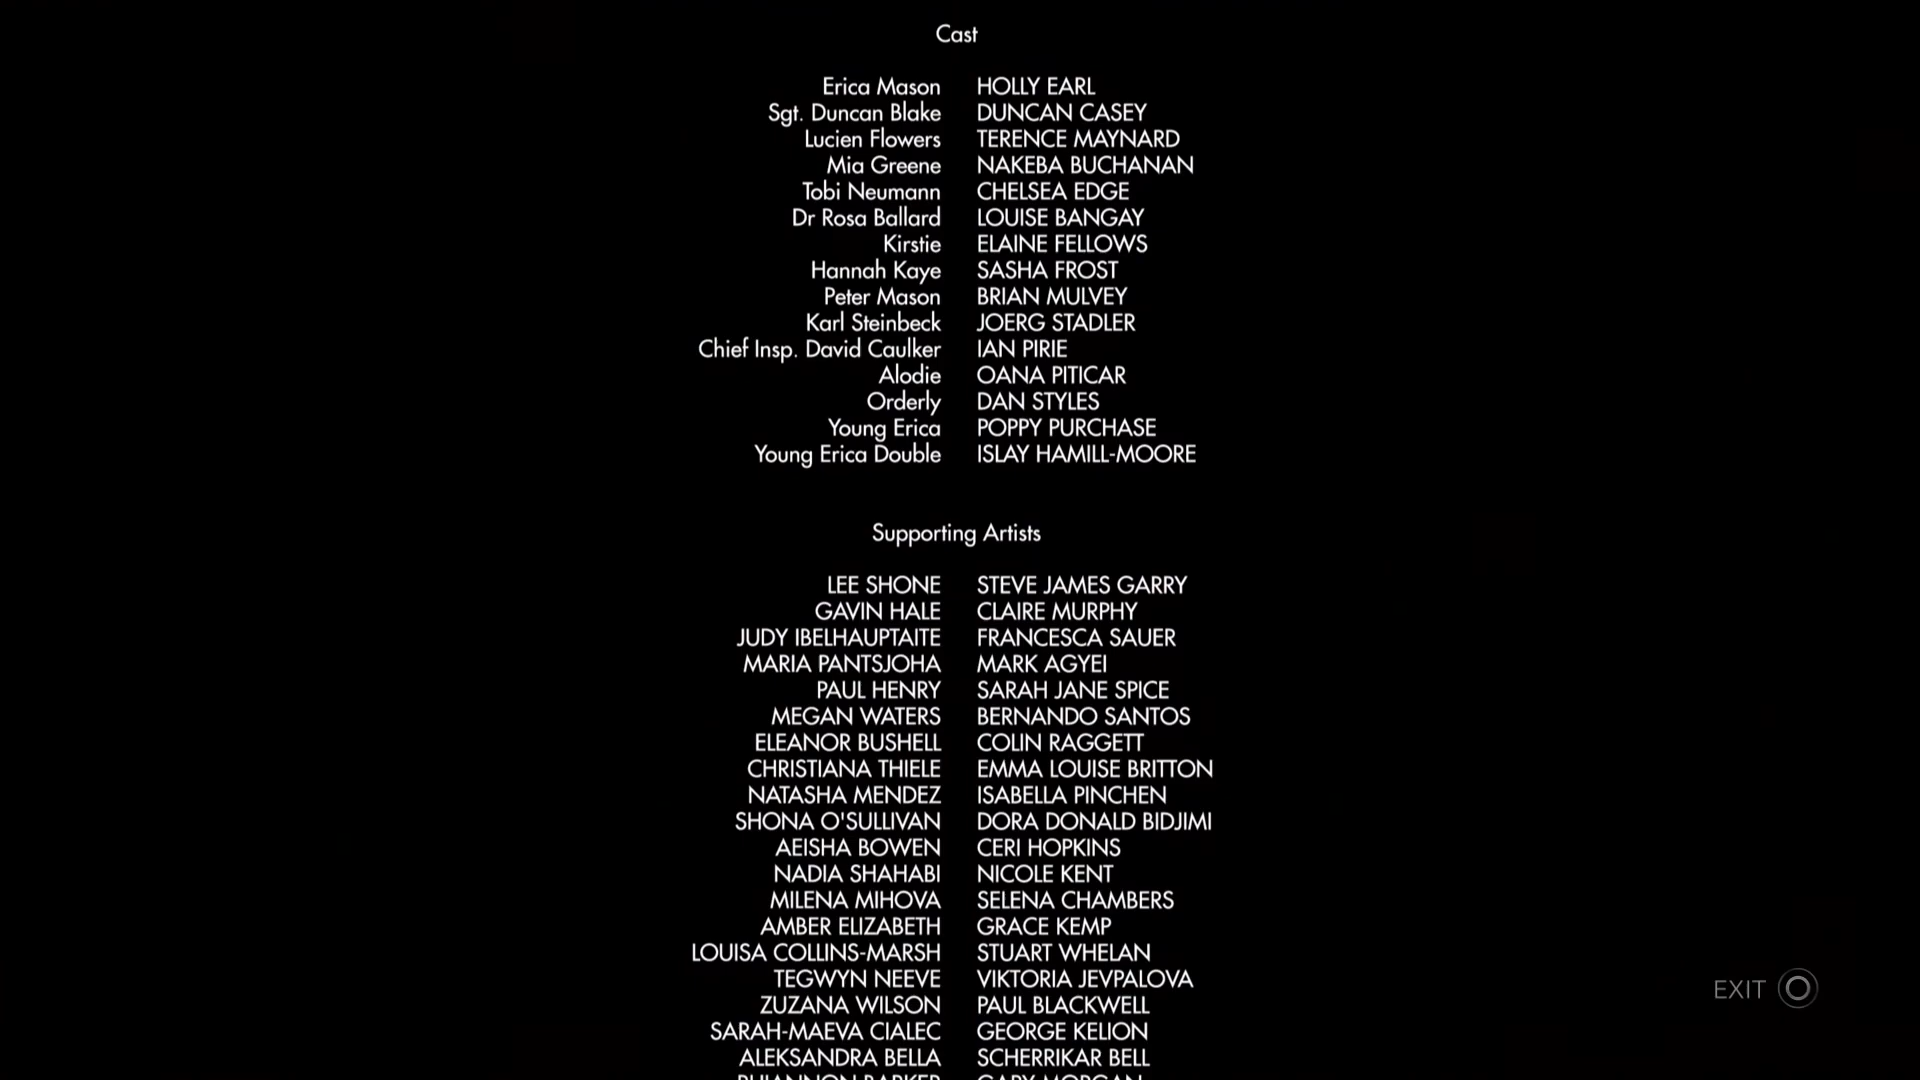 Cast
Erica Mason HOLLY EARL
Sgt. Duncan Blake DUNCAN CASEY
Lucien Flowers TERENCE MAYNARD
Mia Greene NAKEBA BUCHANAN
Tobi Neumann CHELSEA EDGE
Dr Rosa Ballard LOUISE BANGAY
Kirstie ELAINE FELLOWS
Hannah Kaye SASHA FROST
Peter Mason BRIAN MULVEY
Karl Steinbeck JOERG STADLER
Chief Insp. David Caulker IAN PIRIE
Alodie OANA PITICAR
Orderly DAN STYLES
Young Erica POPPY PURCHASE
Young Erica Double ISLAY HAMILL-MOORE
Supporting Artists
LEE SHONE STEVE JAMES GARRY
GAVIN HALE CLAIRE MURPHY
JUDY IBELHAUPTAITE FRANCESCA SAUER
MARIA PANTSJOHA MARK AGYEI
PAUL HENRY SARAH JANE SPICE
MEGAN WATERS BERNANDO SANTOS
ELEANOR BUSHELL COLIN RAGGETT
CHRISTIANA THIELE EMMA LOUISE BRITTON
NATASHA MENDEZ ISABELLA PINCHEN
SHONA O'SULLIVAN DORA DONALD BIDJIMI
AEISHA BOWEN CERI HOPKINS
NADIA SHAHABI NICOLE KENT
MILENA MIHOVA SELENA CHAMBERS
AMBER ELIZABETH GRACE KEMP
LOUISA COLLINS-MARSH STUART WHELAN
TEGWYN NEEVE VIKTORIA JEVPALOVA
ZUZANA WILSON PAUL BLACKWELL
SARAH-MAEVA CIALEC GEORGE KELION
ALEKSANDRA BELLA SCHERRIKAR BELL
RHIANNON BARKER GARY MORGAN
EXIT